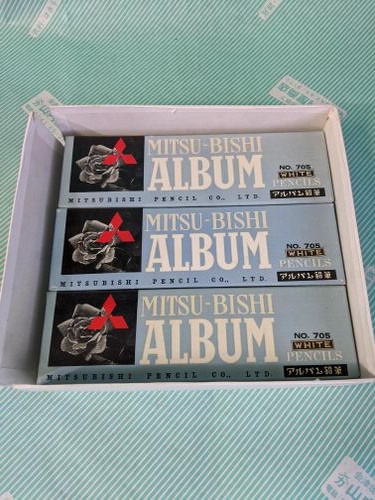 MITSU-BISHI
ALBUM
NO. 705
WHITE
PENCILS
アルバム鉛筆
MITSUBISHI PENCIL CO., LTD.
MITSU-BISHI
ALBUM
NO. 705
WHITE
PENCILS
アルバム鉛筆
MITSUBISHI PENCIL CO., LTD.
MITSU-BISHI
ALBUM
NO. 705
WHITE
PENCILS
アルバム鉛筆
MITSUBISHI PENCIL CO., LTD.